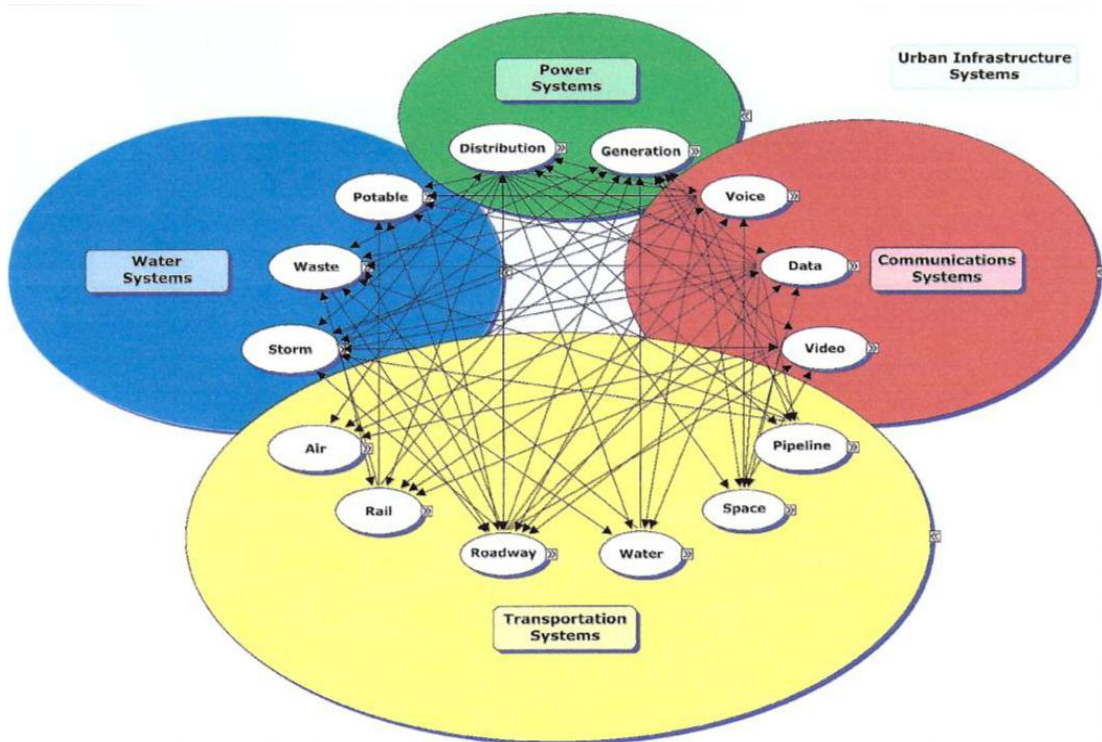 Urban Infrastructure
Systems
Power
Systems
Distribution
Generation
Potable
Voice
Waste
Data
Water
Systems
Communications
Systems
Storm
Video
Air
Pipeline
Rail
Space
Roadway
Water
Transportation
Systems